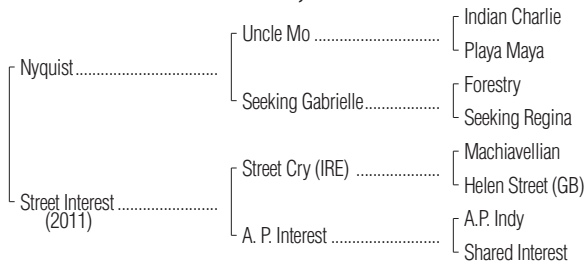 Indian Charlie
Uncle Mo ..............................
Playa Maya
Nyquist..................................
Forestry
Seeking Gabrielle....................
Seeking Regina
Machiavellian
Street Cry (IRE) ....................
Helen Street (GB)
Street Interest ........................
(2011)
A.P. Indy
A. P. Interest ..........................
Shared Interest